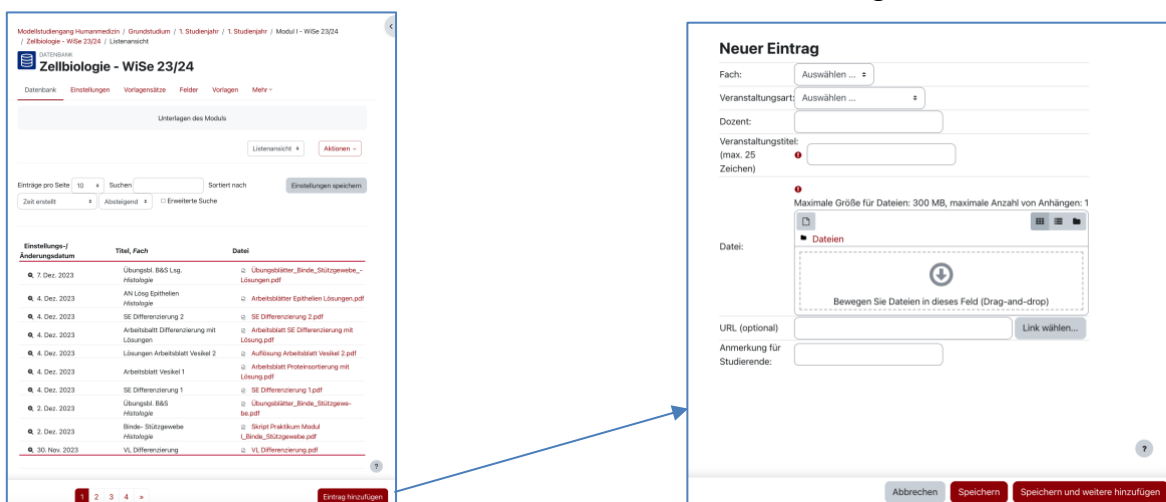 Modellstudiengang Humanmedizin / Grundstudium / 1. Studienjahr / 1. Studienjahr / Modul I - WiSe 23/24
/ Zellbiologie - WiSe 23/24 / Listenansicht
DATENBANK
Zellbiologie - WiSe 23/24
Datenbank Einstellungen Vorlagensätze Felder Vorlagen Mehr
Unterlagen des Moduls
Listenansicht Aktionen
Einträge pro Seite 10 Suchen Sortiert nach Einstellungen speichern
Zeit erstellt Absteigend Erweiterte Suche
Einstellungs-/
Änderungsdatum Titel, Fach Datei
7. Dez. 2023 Übungsbl. B&S Lsg.
Histologie Übungsblätter_Binde_Stützgewebe_-
Lösungen.pdf
4. Dez. 2023 AN Lösg Epithelien
Histologie Arbeitsblätter Epithelien Lösungen.pdf
4. Dez. 2023 SE Differenzierung 2 SE Differenzierung 2.pdf
4. Dez. 2023 Arbeitsbaltt Differenzierung mit
Lösungen Arbeitsblatt SE Differenzierung mit
Lösung.pdf
4. Dez. 2023 Lösungen Arbeitsblatt Vesikel 2 Auflösung Arbeitsblatt Vesikel 2.pdf
4. Dez. 2023 Arbeitsblatt Vesikel 1 Arbeitsblatt Proteinsortierung mit
Lösung.pdf
4. Dez. 2023 SE Differenzierung 1 SE Differenzierung 1.pdf
2. Dez. 2023 Übungsbl. B&S
Histologie Übungsblätter_Binde_Stützgewe-
be.pdf
2. Dez. 2023 Binde- Stützgewebe
Histologie Skript Praktikum Modul
I_Binde_Stützgewebe.pdf
30. Nov. 2023 VL Differenzierung VL Differenzierung.pdf
?
1 2 3 4 » Eintrag hinzufügen
Neuer Eintrag
Fach: Auswählen ...
Veranstaltungsart: Auswählen ...
Dozent:
Veranstaltungstitel:
(max. 25
Zeichen)
Maximale Größe für Dateien: 300 MB, maximale Anzahl von Anhängen: 1
Dateien
Datei:
Bewegen Sie Dateien in dieses Feld (Drag-and-drop)
URL (optional) Link wählen...
Anmerkung für
Studierende:
?
Abbrechen Speichern Speichern und weitere hinzufügen